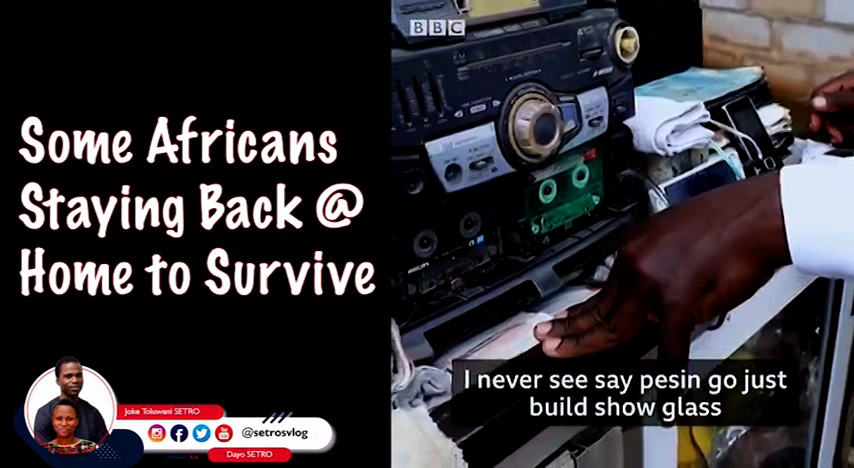 Some Africans
Staying Back @
Home to Survive
Joke Toluwani SETRO
@setrosvlog
Dayo SETRO
BBC
I never see say pesin go just
build show glass